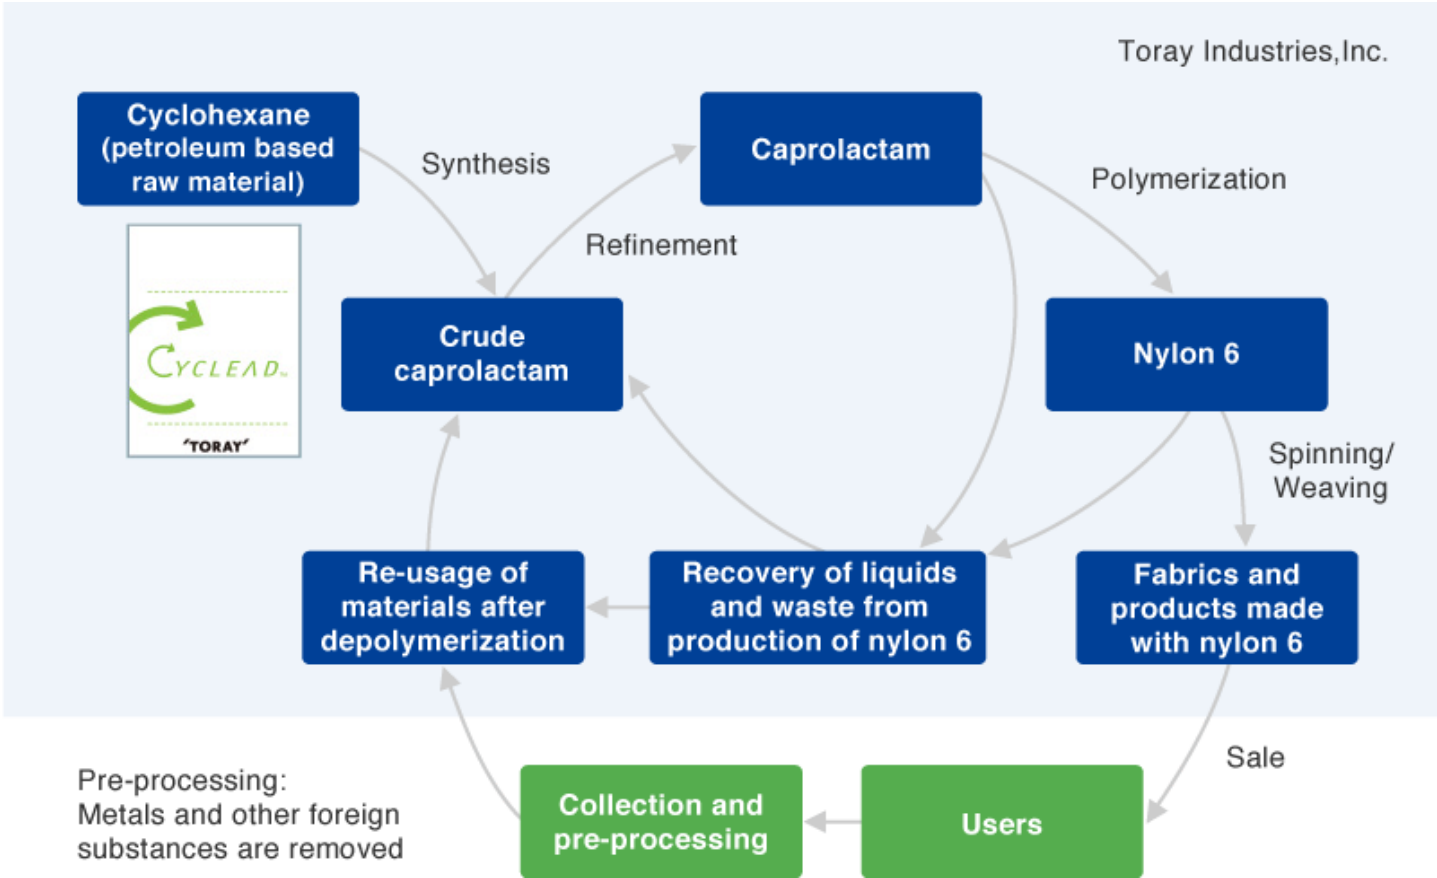 Toray Industries,Inc.
Cyclohexane
(petroleum based
raw material)
Synthesis
Caprolactam
Polymerization
Refinement
CYCLEAD
'TORAY'
Crude
caprolactam
Nylon 6
Spinning/
Weaving
Re-usage of
materials after
depolymerization
Recovery of liquids
and waste from
production of nylon 6
Fabrics and
products made
with nylon 6
Sale
Pre-processing:
Metals and other foreign
substances are removed
Collection and
pre-processing
Users